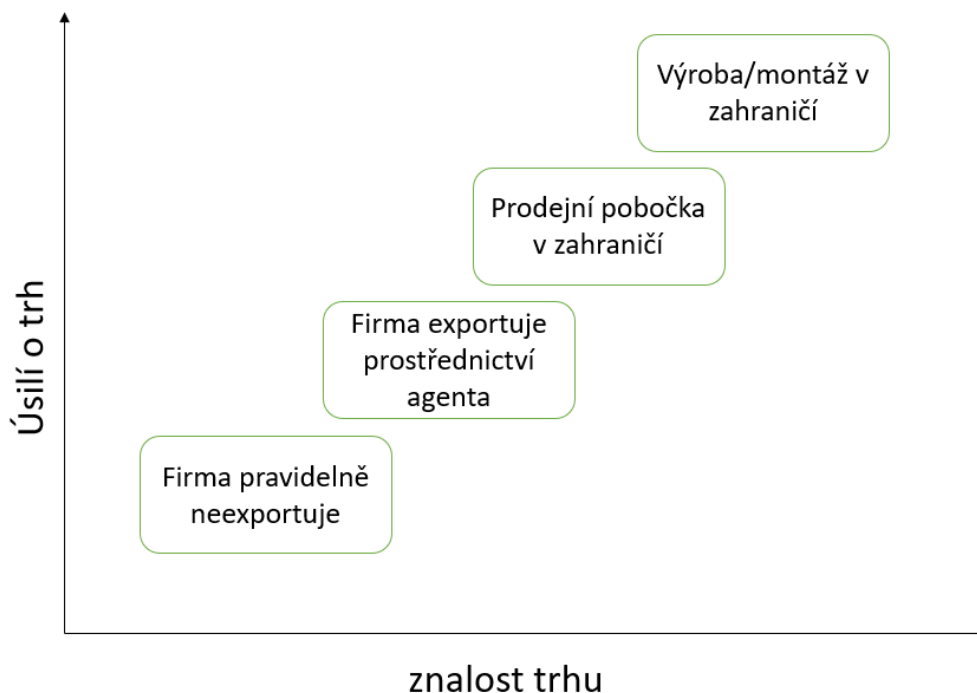 Výroba/montáž v
zahraničí
Prodejní pobočka
v zahraničí
Firma exportuje
prostřednictví
agenta
Firma pravidelně
neexportuje
Úsilí o trh
znalost trhu